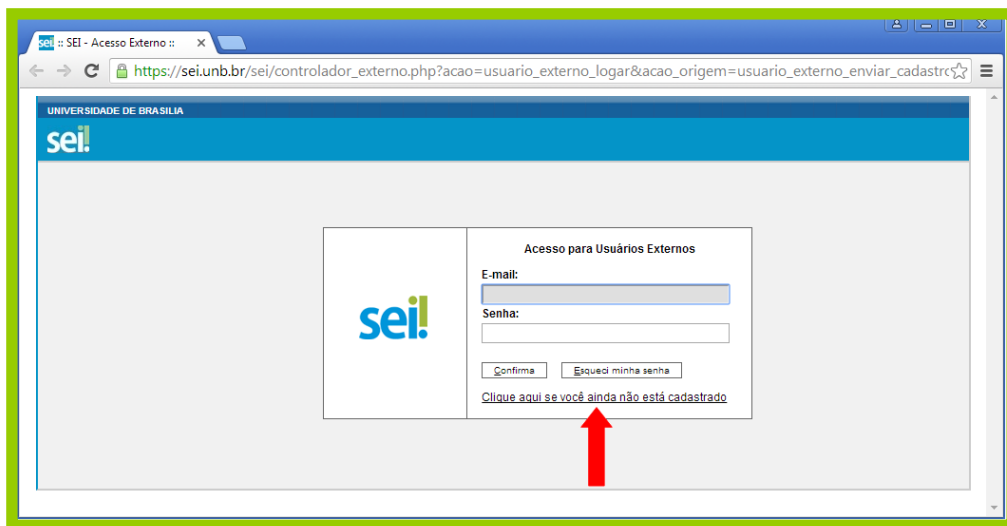 sei! :: SEI - Acesso Externo ::
https://sei.unb.br/sei/controlador_externo.php?acao=usuario_externo_logar&acao_origem=usuario_externo_enviar_cadastro
UNIVERSIDADE DE BRASILIA
sei!
Acesso para Usuários Externos
E-mail:
sei!
Senha:
Confirma
Esqueci minha senha
Clique aqui se você ainda não está cadastrado